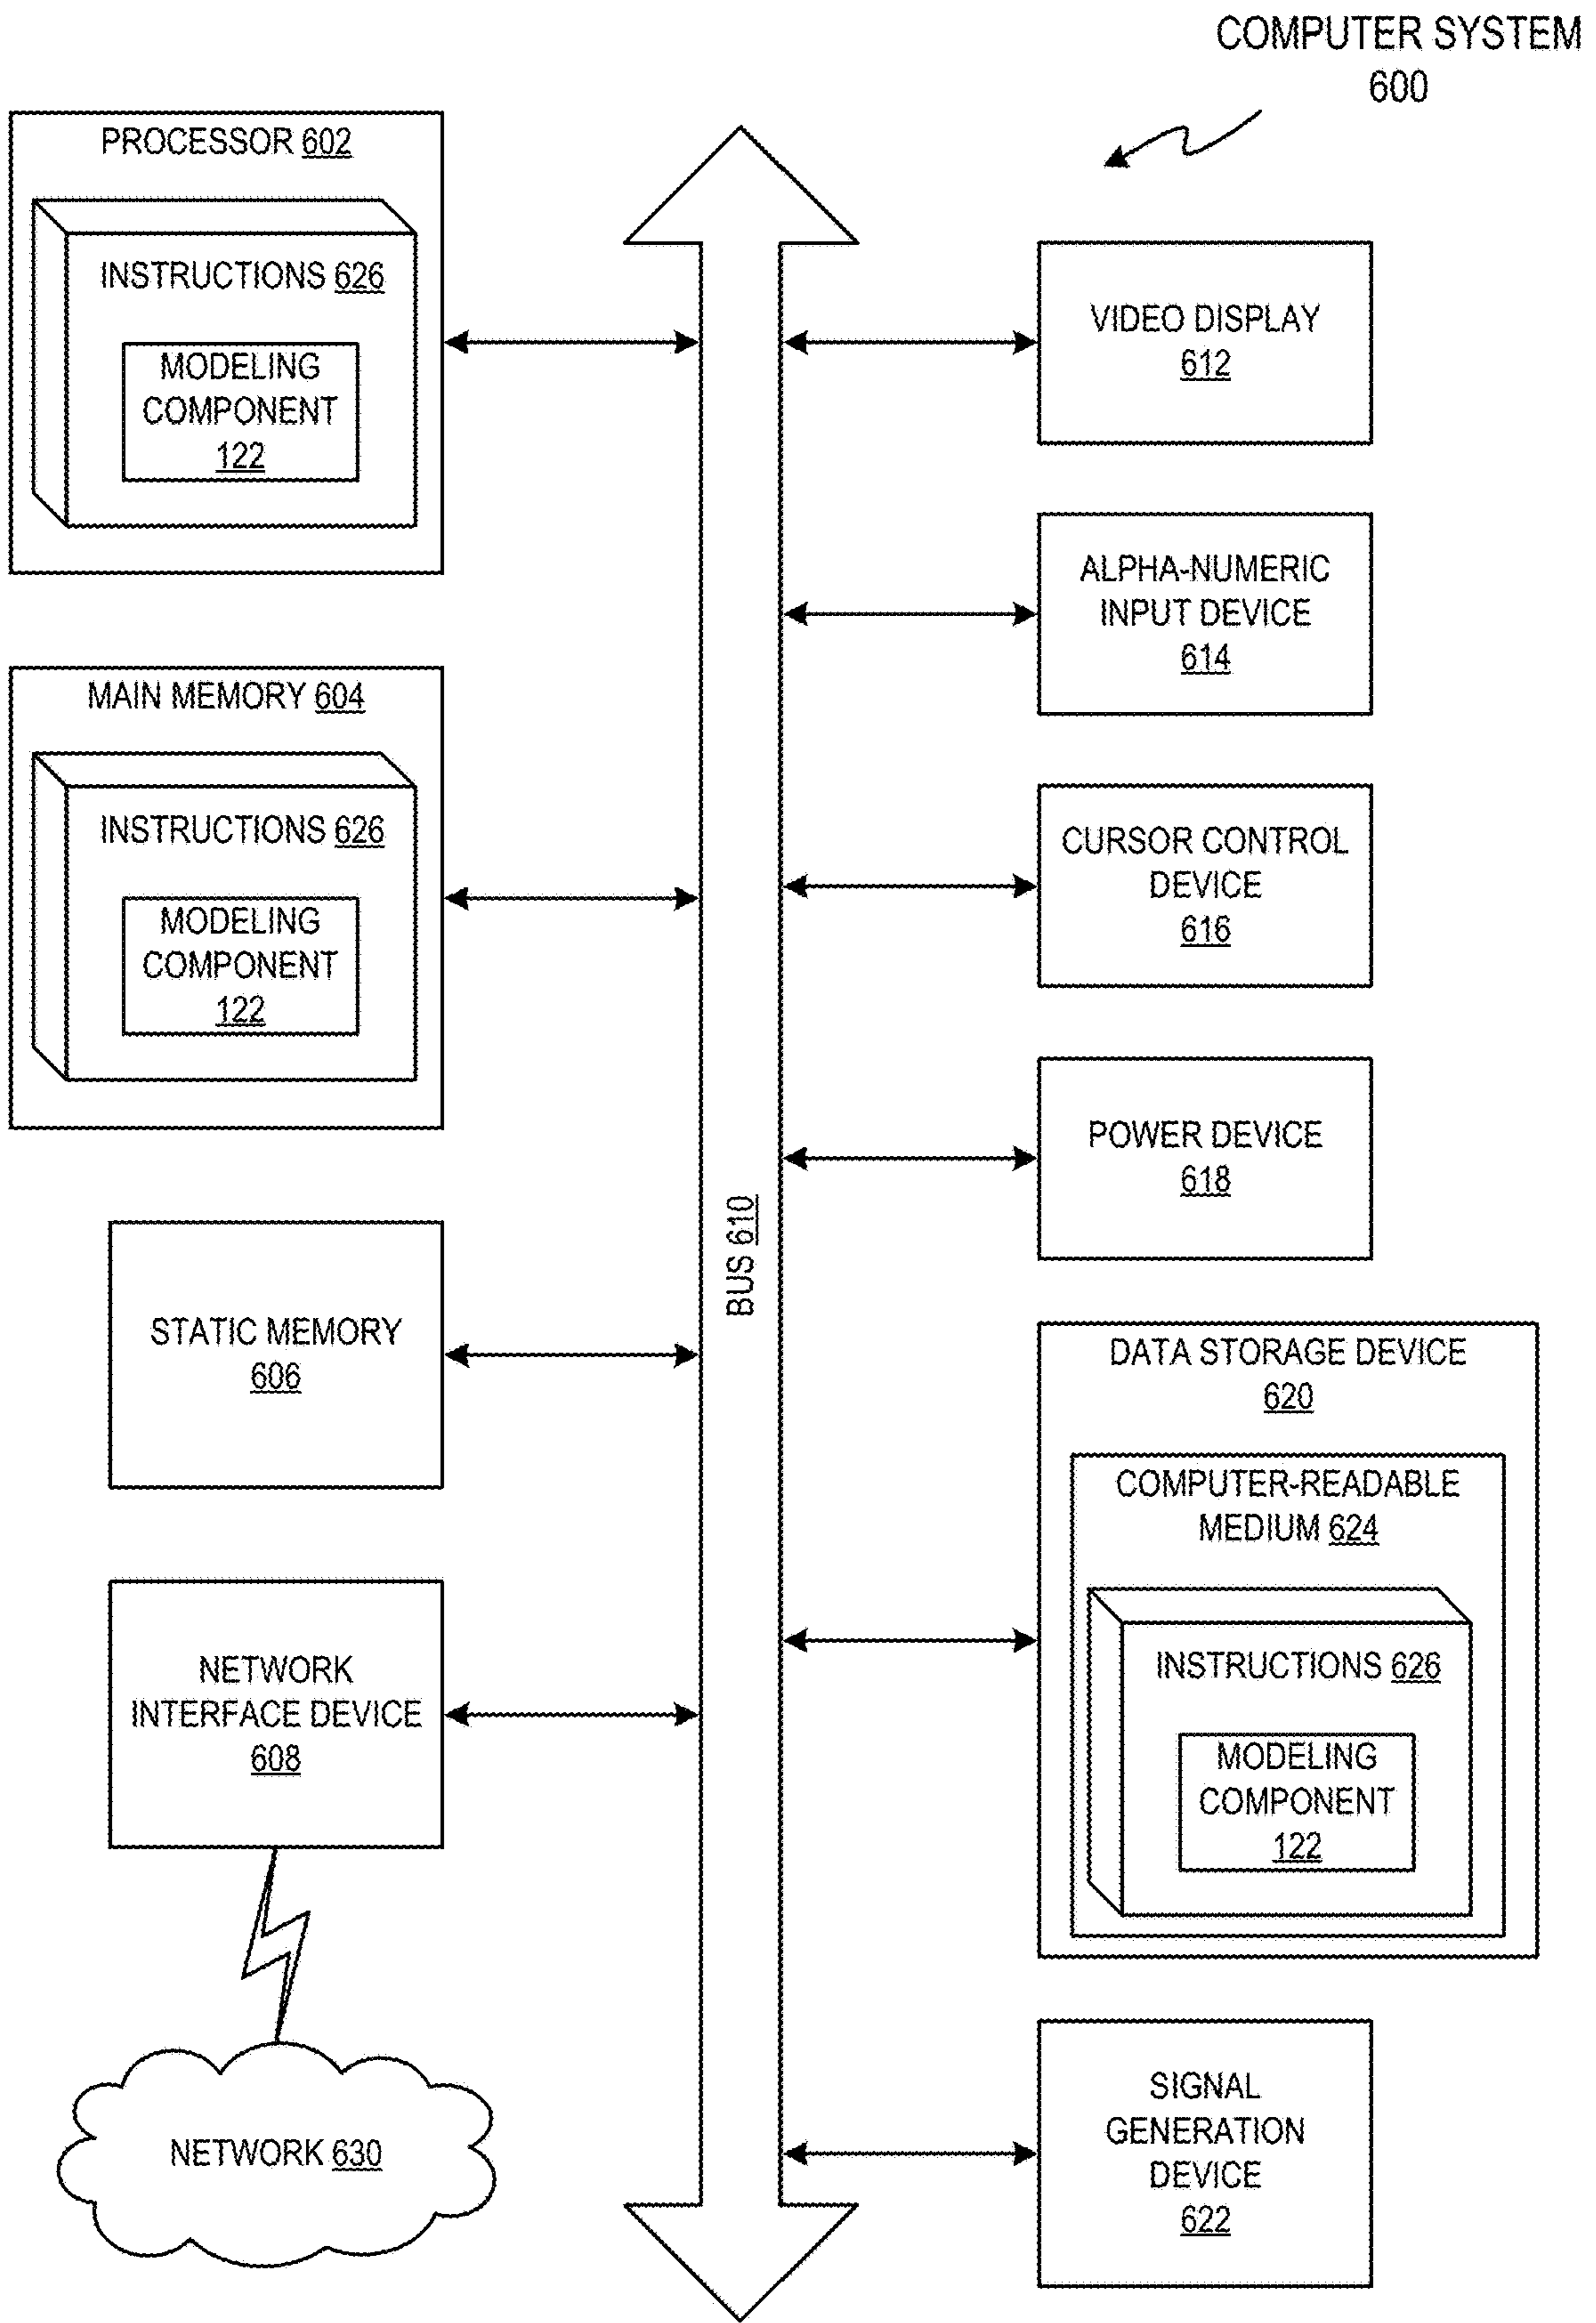 COMPUTER SYSTEM
600
PROCESSOR 602
INSTRUCTIONS 626
MODELING
COMPONENT
122
MAIN MEMORY 604
INSTRUCTIONS 626
MODELING
COMPONENT
122
STATIC MEMORY
606
NETWORK
INTERFACE DEVICE
608
NETWORK 630
BUS 610
VIDEO DISPLAY
612
ALPHA-NUMERIC
INPUT DEVICE
614
CURSOR CONTROL
DEVICE
616
POWER DEVICE
618
DATA STORAGE DEVICE
620
COMPUTER-READABLE
MEDIUM 624
INSTRUCTIONS 626
MODELING
COMPONENT
122
SIGNAL
GENERATION
DEVICE
622